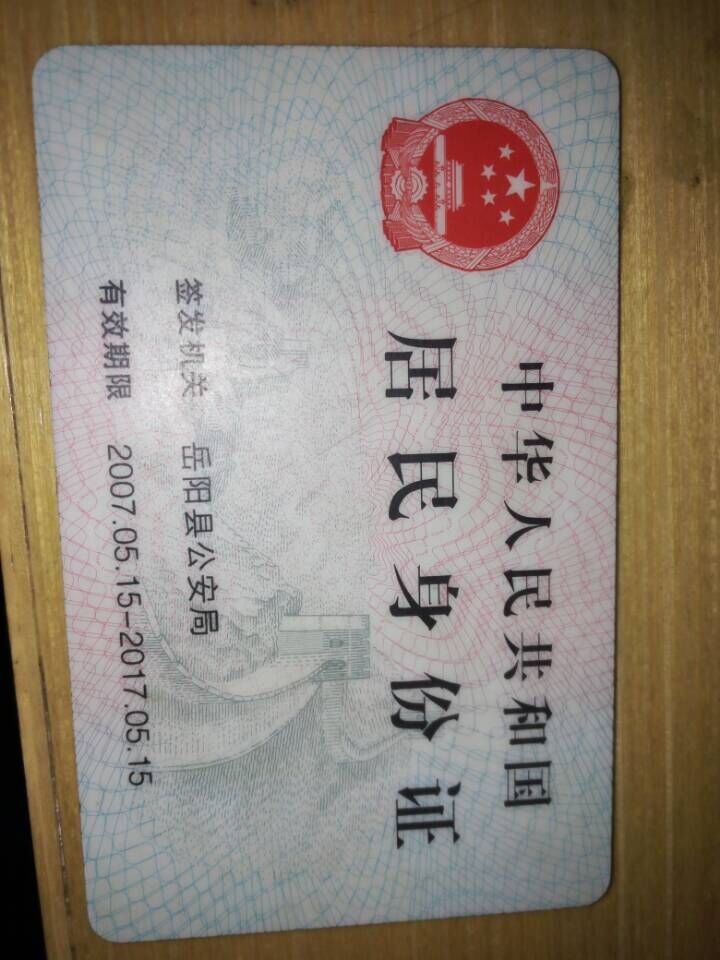 中华人民共和国
居民身份证
签发机关 岳阳县公安局
有效期限 2007.05.15-2017.05.15